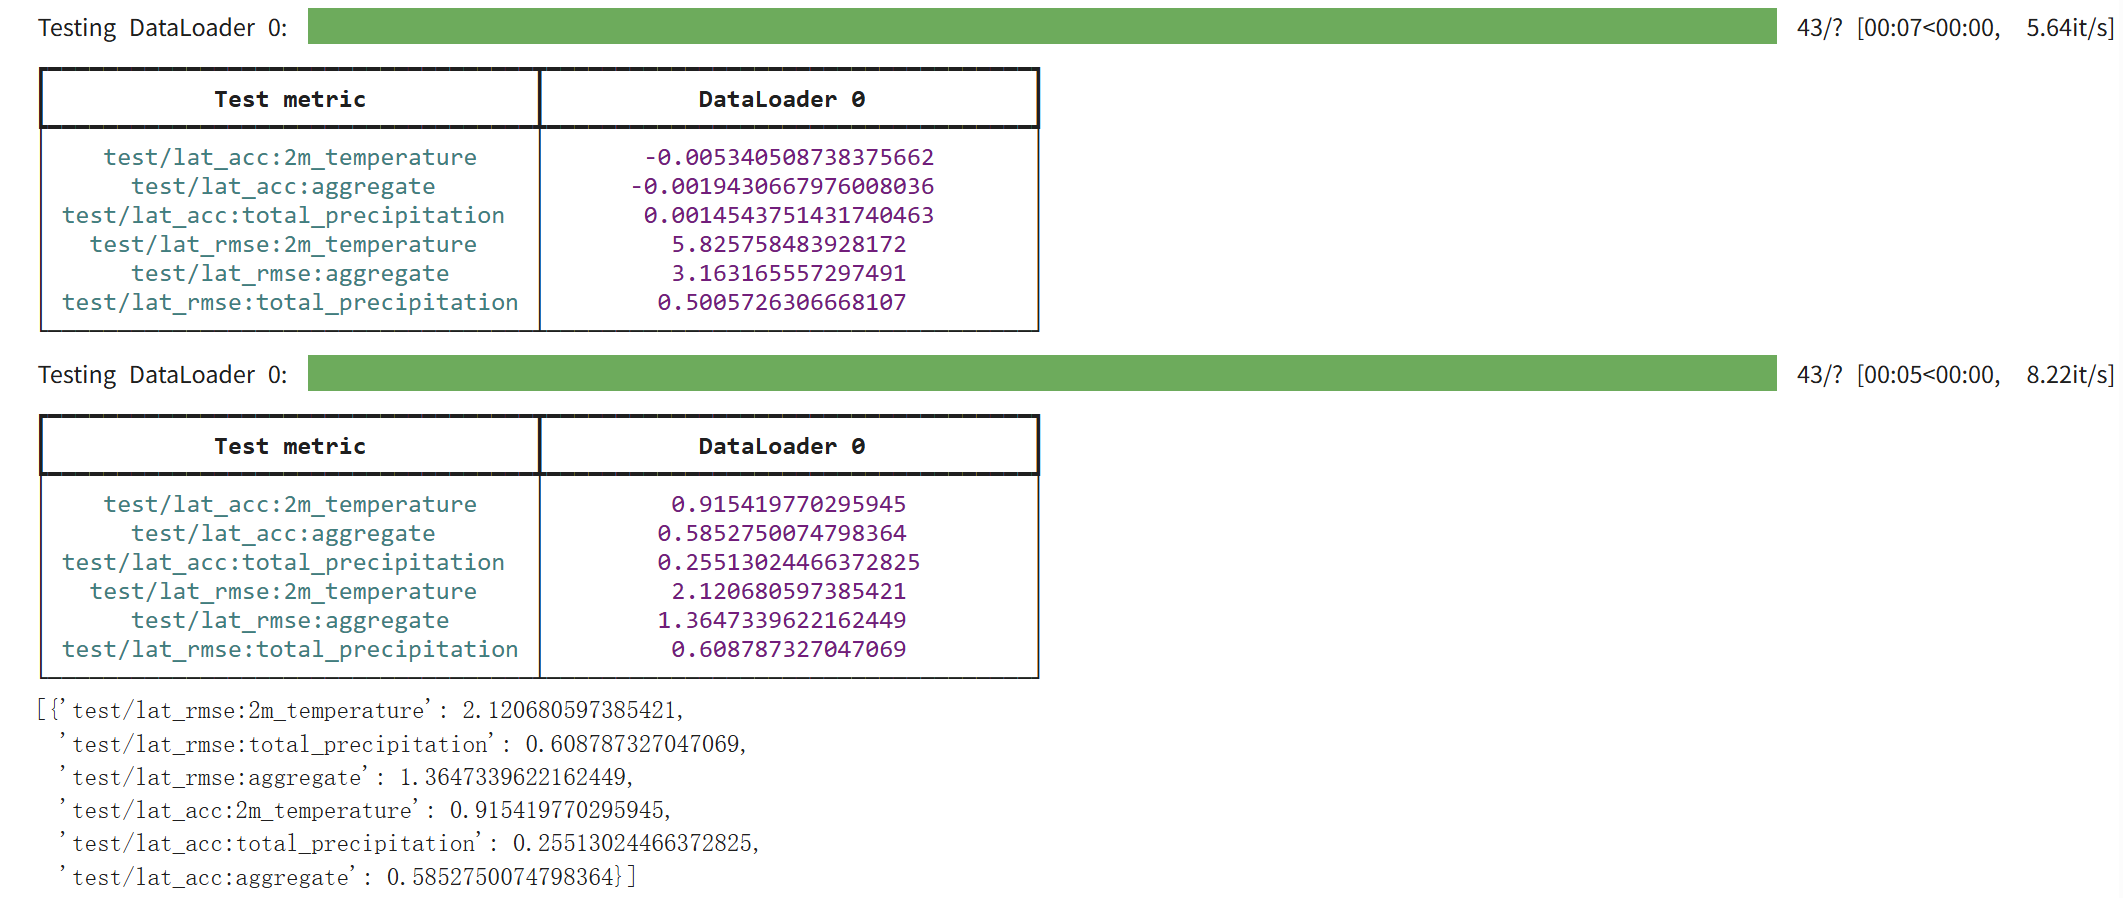 Testing DataLoader 0: 43/? [00:07<00:00, 5.64it/s]
Test metric DataLoader 0
test/lat_acc:2m_temperature -0.005340508738375662
test/lat_acc:aggregate -0.0019430667976008036
test/lat_acc:total_precipitation 0.0014543751431740463
test/lat_rmse:2m_temperature 5.825758483928172
test/lat_rmse:aggregate 3.163165557297491
test/lat_rmse:total_precipitation 0.5005726306668107
Testing DataLoader 0: 43/? [00:05<00:00, 8.22it/s]
Test metric DataLoader 0
test/lat_acc:2m_temperature 0.915419770295945
test/lat_acc:aggregate 0.5852750074798364
test/lat_acc:total_precipitation 0.25513024466372825
test/lat_rmse:2m_temperature 2.120680597385421
test/lat_rmse:aggregate 1.3647339622162449
test/lat_rmse:total_precipitation 0.608787327047069
[{'test/lat_rmse:2m_temperature': 2.120680597385421,
'test/lat_rmse:total_precipitation': 0.608787327047069,
'test/lat_rmse:aggregate': 1.3647339622162449,
'test/lat_acc:2m_temperature': 0.915419770295945,
'test/lat_acc:total_precipitation': 0.25513024466372825,
'test/lat_acc:aggregate': 0.5852750074798364}]